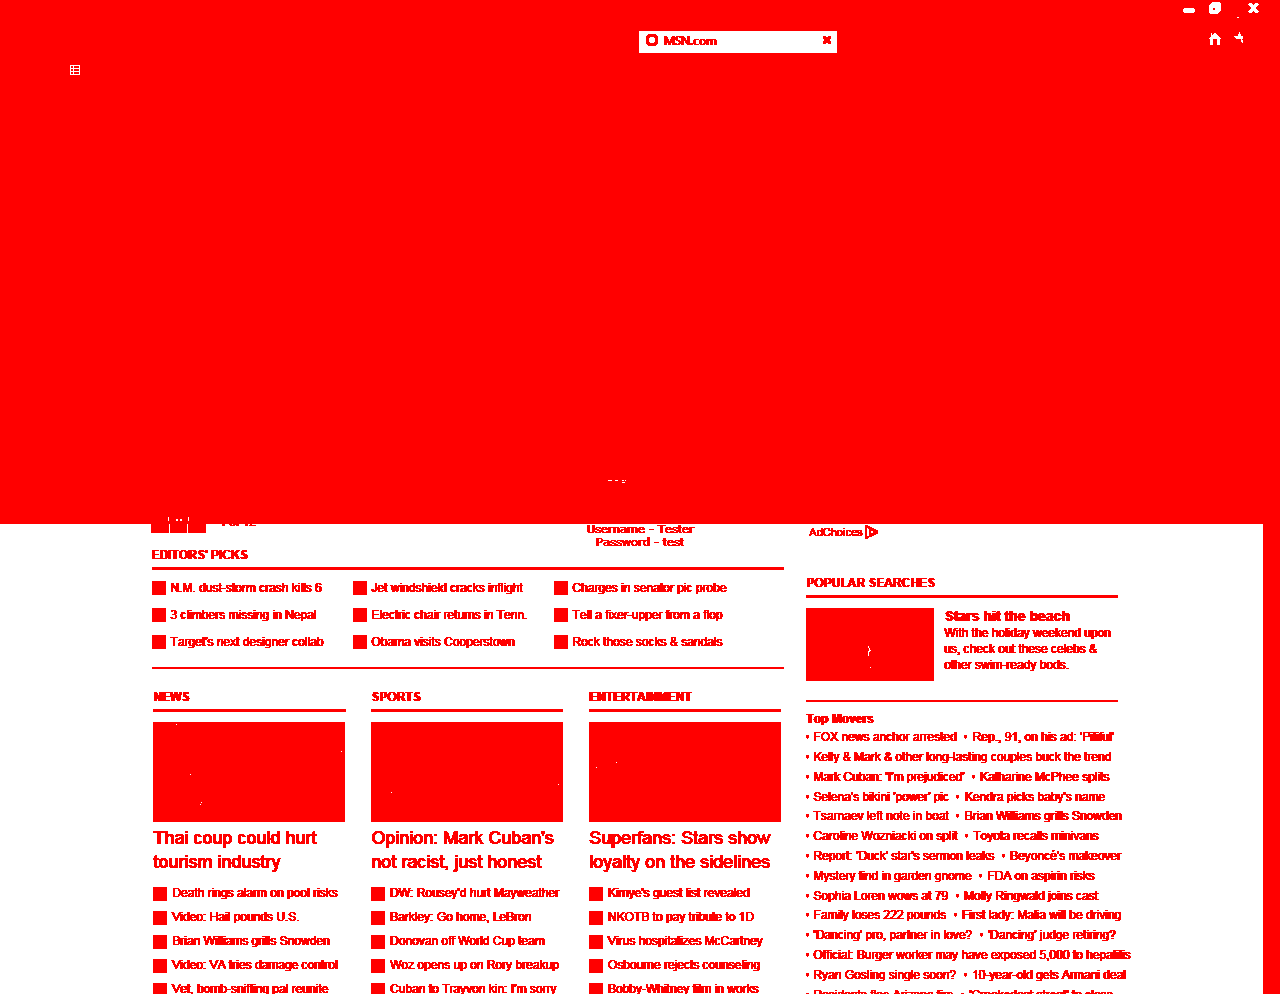 MSN.com
Username - Tester
Password - test
AdChoices
EDITORS' PICKS
N.M. dust-storm crash kills 6
Jet windshield cracks inflight
Charges in senator pic probe
3 climbers missing in Nepal
Electric chair returns in Tenn.
Tell a fixer-upper from a flop
Target's next designer collab
Obama visits Cooperstown
Rock those socks & sandals
POPULAR SEARCHES
Stars hit the beach
With the holiday weekend upon
us, check out these celebs &
other swim-ready bods.
NEWS
Thai coup could hurt
tourism industry
Death rings alarm on pool risks
Video: Hail pounds U.S.
Brian Williams grills Snowden
Video: VA tries damage control
Vet, bomb-sniffing pal reunite
SPORTS
Opinion: Mark Cuban's
not racist, just honest
DW: Rousey'd hurt Mayweather
Barkley: Go home, LeBron
Donovan off World Cup team
Woz opens up on Rory breakup
Cuban to Trayvon kin: I'm sorry
ENTERTAINMENT
Superfans: Stars show
loyalty on the sidelines
Kimye's guest list revealed
NKOTB to pay tribute to 1D
Virus hospitalizes McCartney
Osbourne rejects counseling
Bobby-Whitney film in works
Top Movers
• FOX news anchor arrested • Rep., 91, on his ad: 'Pitiful'
• Kelly & Mark & other long-lasting couples buck the trend
• Mark Cuban: 'I'm prejudiced' • Katharine McPhee splits
• Selena's bikini 'power' pic • Kendra picks baby's name
• Tsarnaev left note in boat • Brian Williams grills Snowden
• Caroline Wozniacki on split • Toyota recalls minivans
• Report: 'Duck' star's sermon leaks • Beyoncé's makeover
• Mystery find in garden gnome • FDA on aspirin risks
• Sophia Loren wows at 79 • Molly Ringwald joins cast
• Family loses 222 pounds • First lady: Malia will be driving
• 'Dancing' pro, partner in love? • 'Dancing' judge retiring?
• Official: Burger worker may have exposed 5,000 to hepatitis
• Ryan Gosling single soon? • 10-year-old gets Armani deal